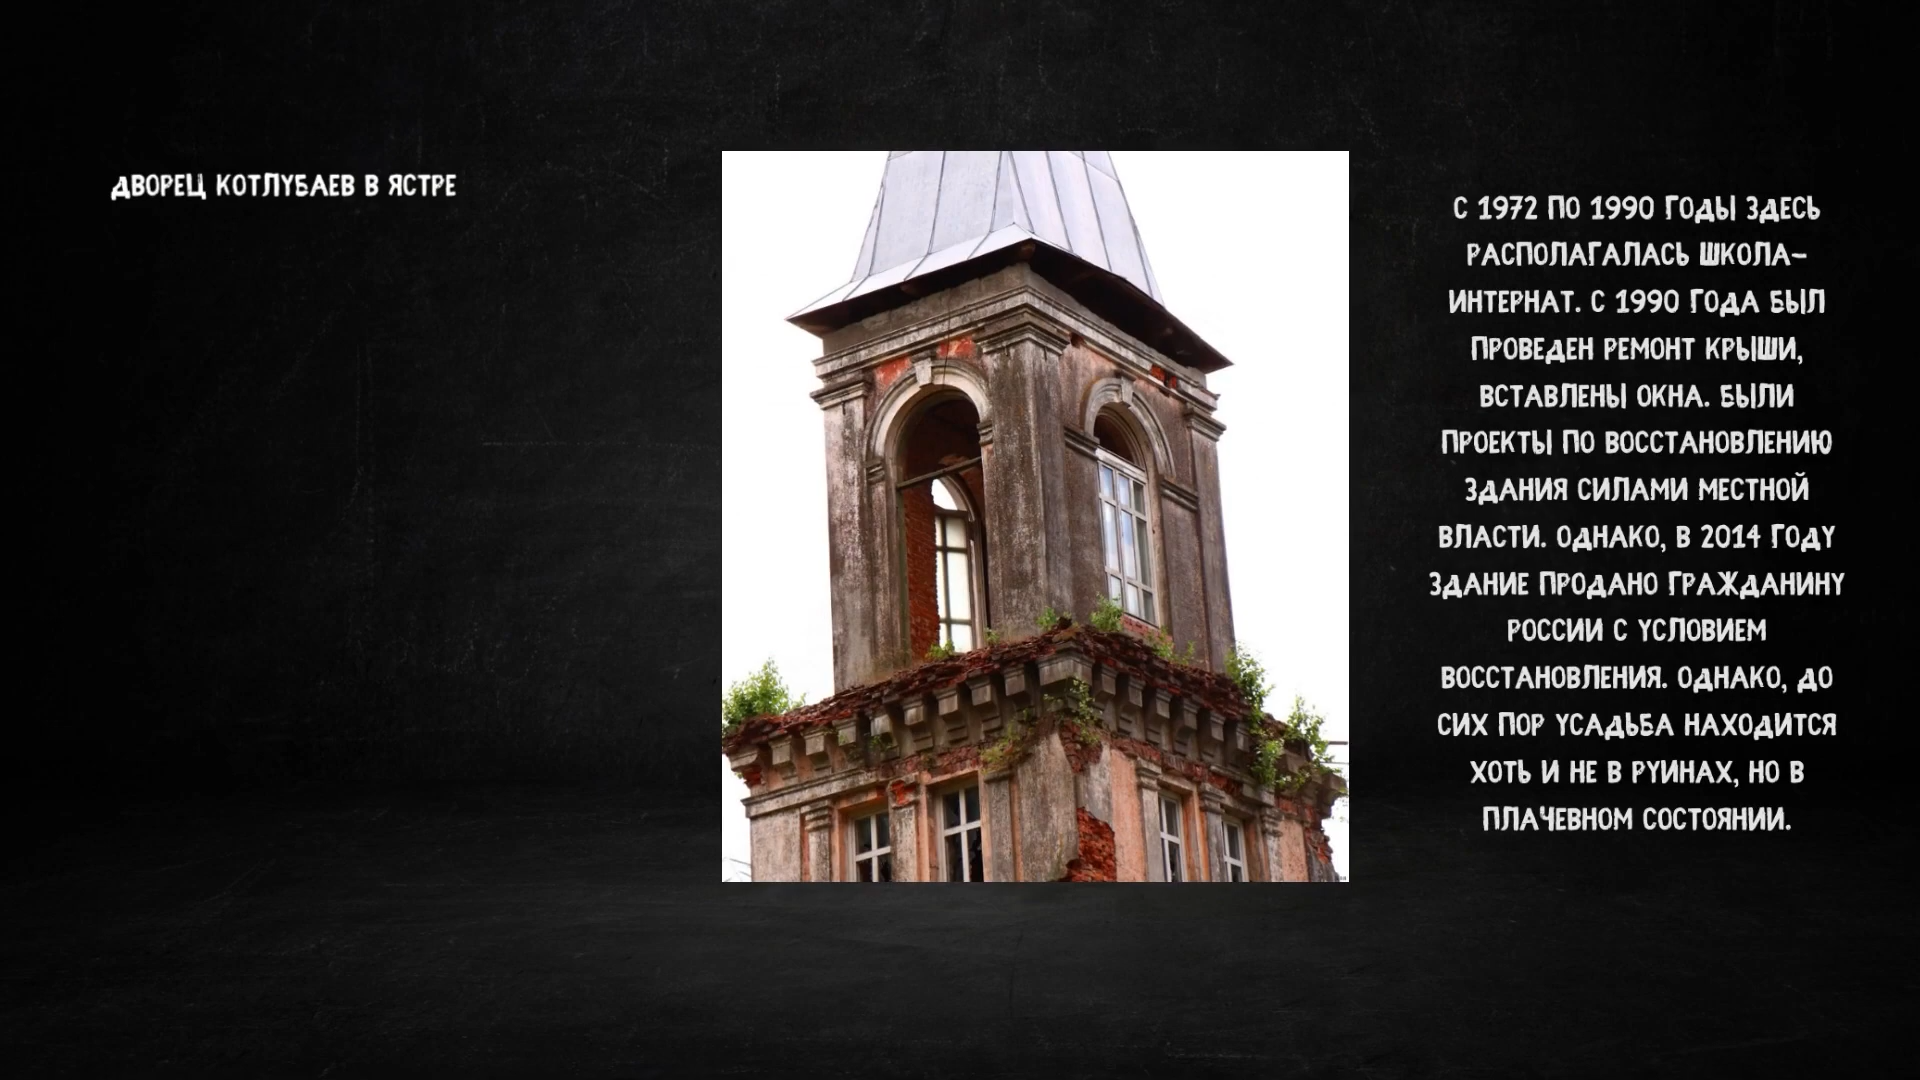 ДВОРЕЦ КОТЛУБАЕВ В ЯСТРЕ
С 1972 ПО 1990 ГОДЫ ЗДЕСЬ
РАСПОЛАГАЛАСЬ ШКОЛА-
ИНТЕРНАТ. С 1990 ГОДА БЫЛ
ПРОВЕДЕН РЕМОНТ КРЫШИ,
ВСТАВЛЕНЫ ОКНА. БЫЛИ
ПРОЕКТЫ ПО ВОССТАНОВЛЕНИЮ
ЗДАНИЯ СИЛАМИ МЕСТНОЙ
ВЛАСТИ. ОДНАКО, В 2014 ГОДУ
ЗДАНИЕ ПРОДАНО ГРАЖДАНИНУ
РОССИИ С УСЛОВИЕМ
ВОССТАНОВЛЕНИЯ. ОДНАКО, ДО
СИХ ПОР УСАДЬБА НАХОДИТСЯ
ХОТЬ И НЕ В РУИНАХ, НО В
ПЛАЧЕВНОМ СОСТОЯНИИ.